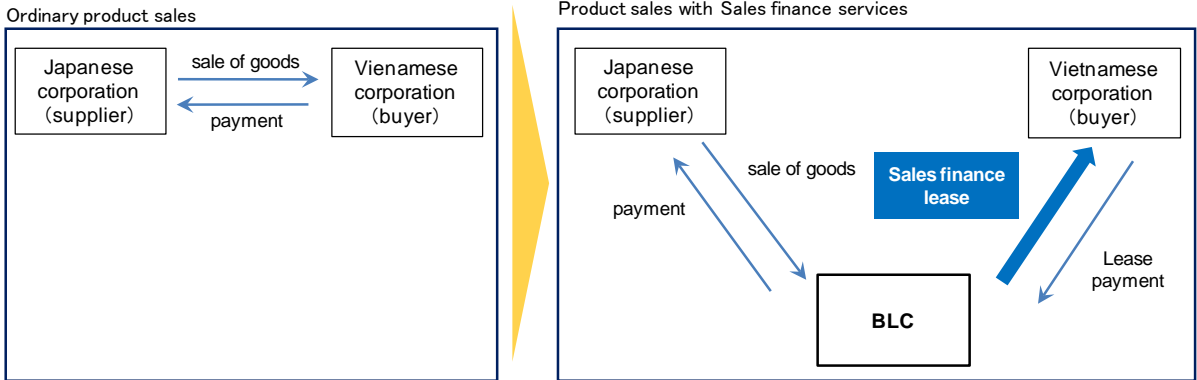 Ordinary product sales
Japanese
corporation
（supplier）
sale of goods
payment
Vienamese
corporation
（buyer）
Product sales with Sales finance services
Japanese
corporation
（supplier）
Vietnamese
corporation
（buyer）
sale of goods
payment
Sales finance
lease
Lease
payment
BLC